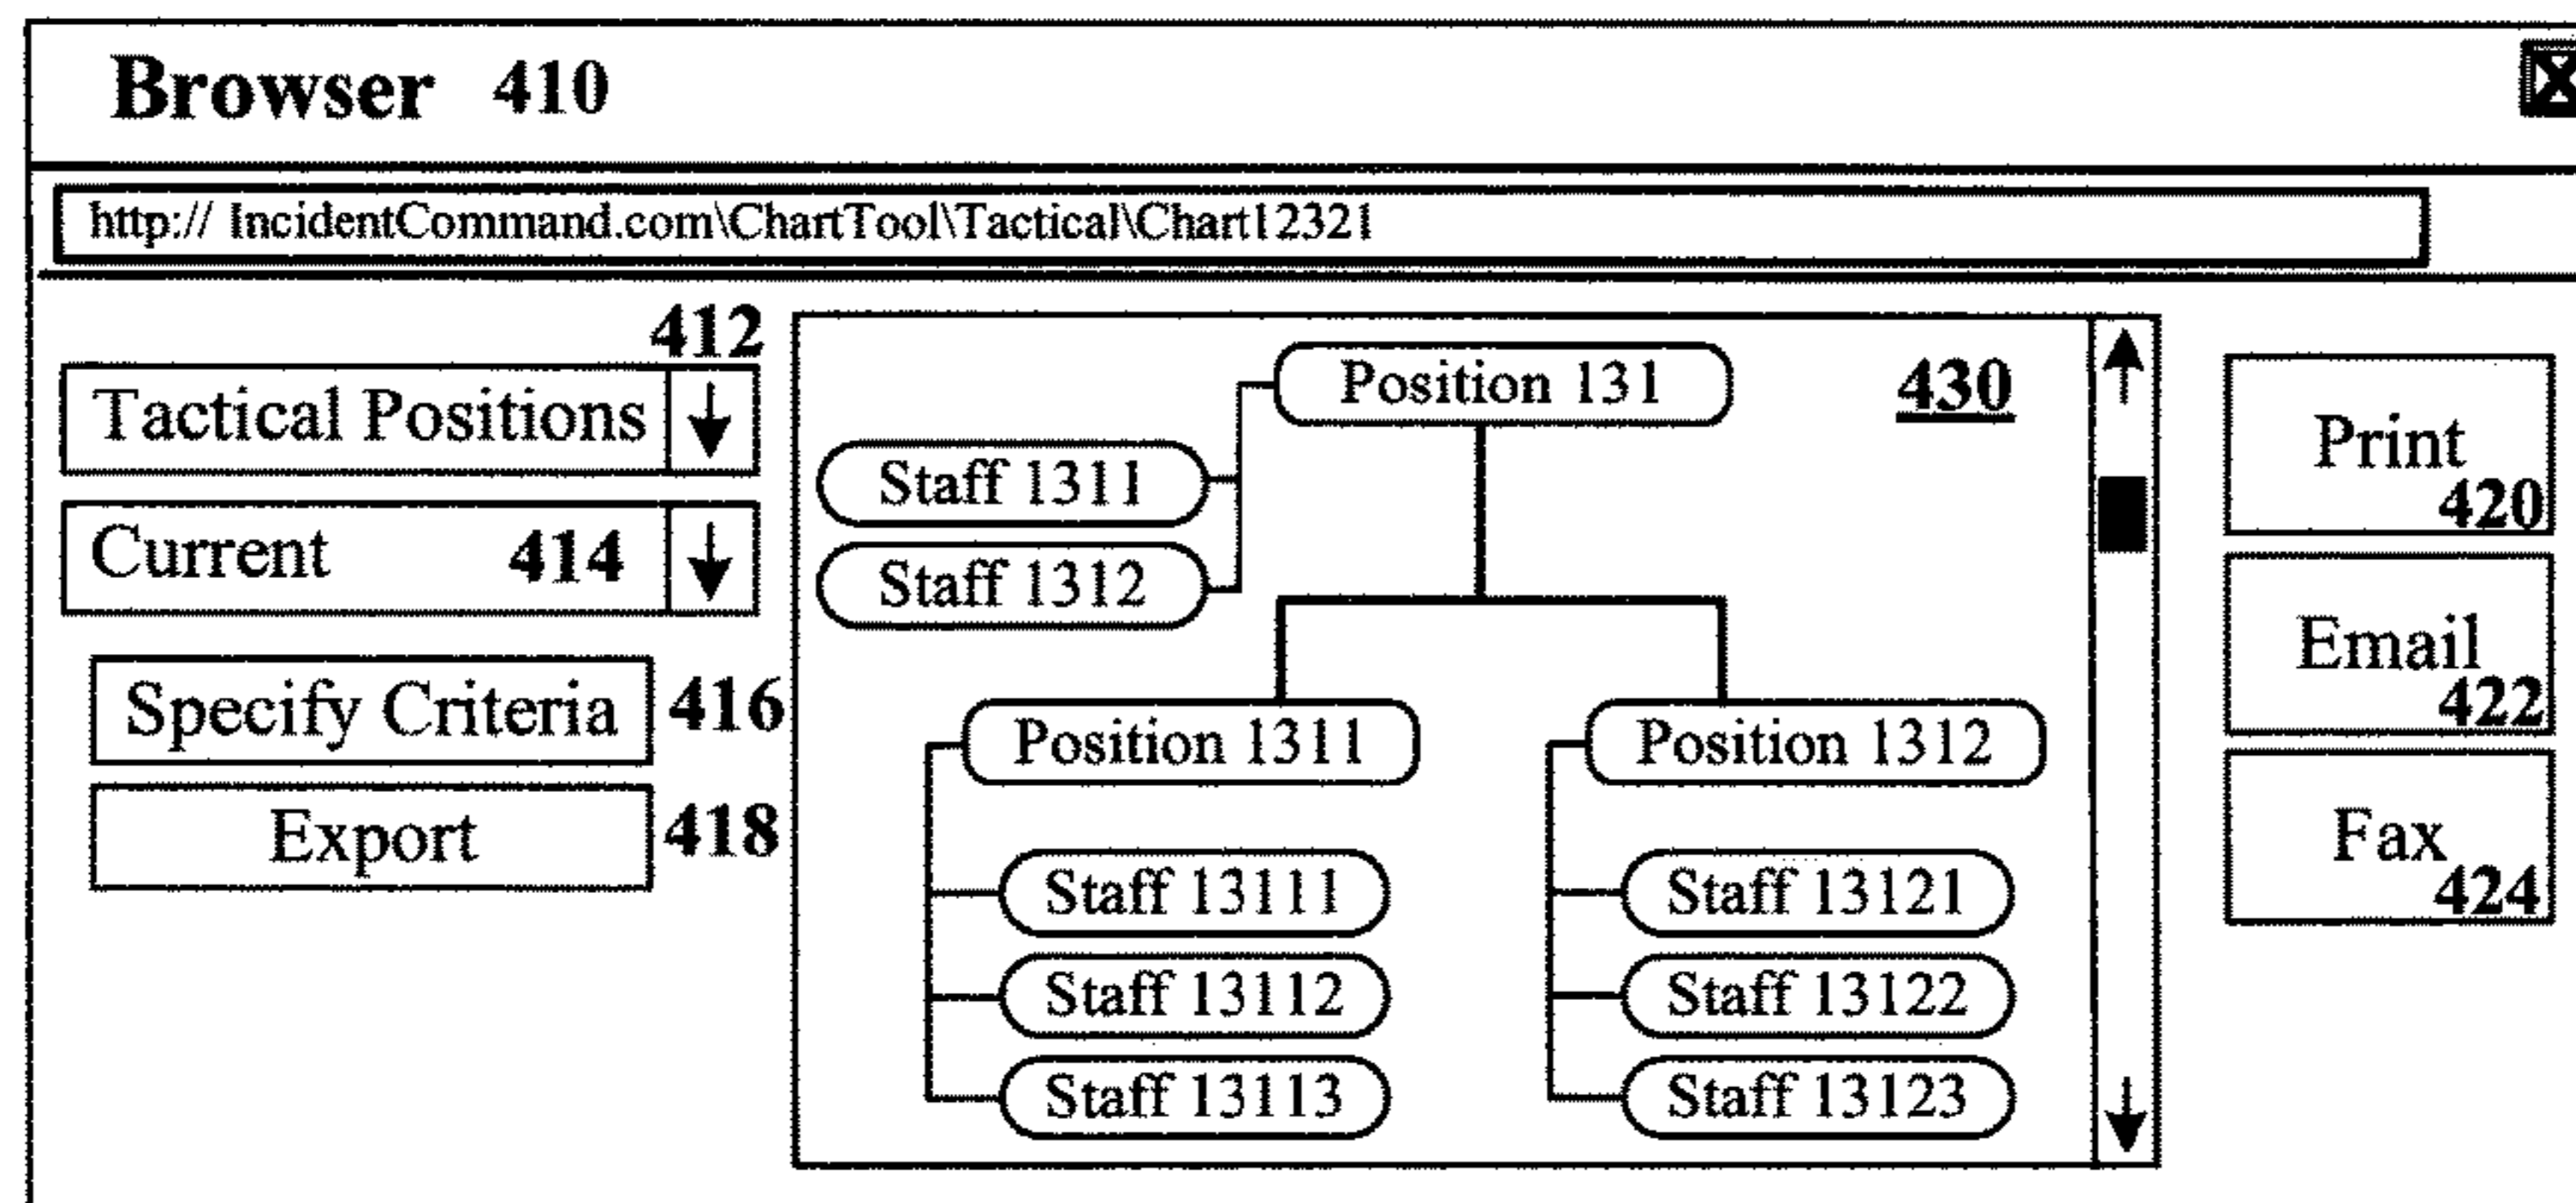 Browser 410
http:// IncidentCommand.com\ChartTool\Tactical\Chart12321
412
Tactical Positions
Current 414
Specify Criteria 416
Export 418
430
Position 131
Staff 1311
Staff 1312
Position 1311
Staff 13111
Staff 13112
Staff 13113
Position 1312
Staff 13121
Staff 13122
Staff 13123
Print
420
Email
422
Fax
424